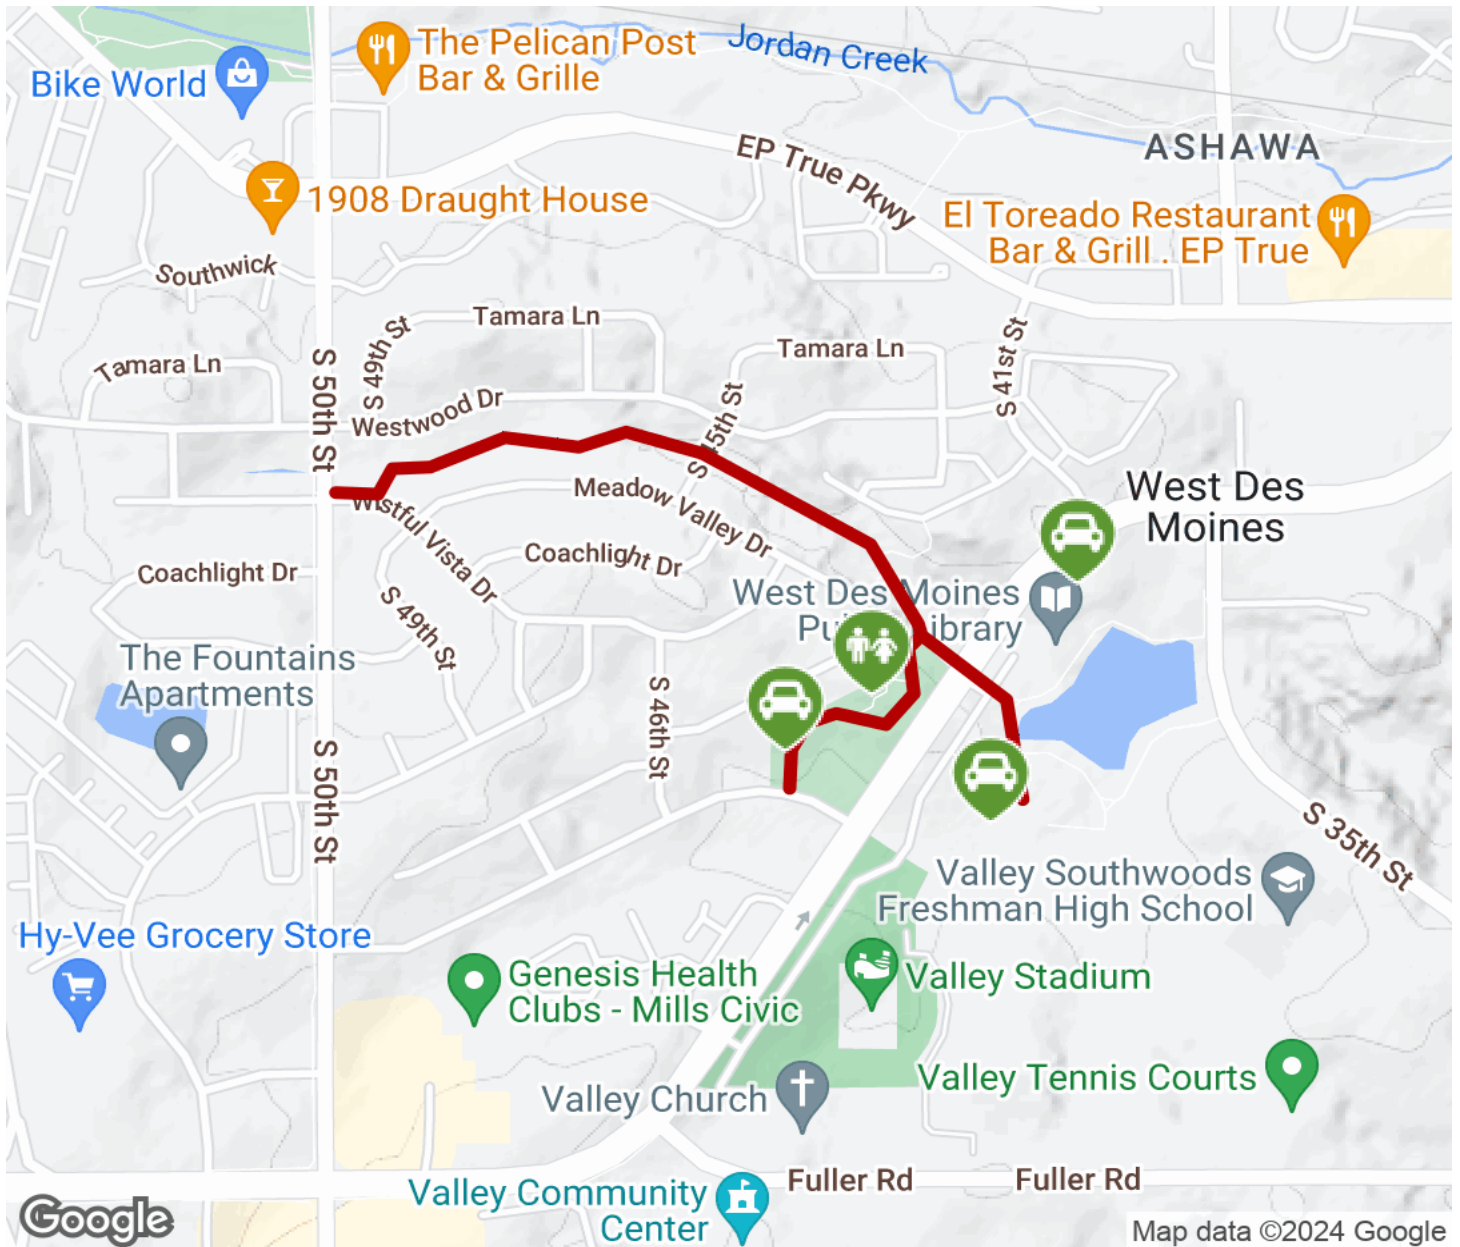 The Pelican Post
Bar & Grille
Jordan Creek
Bike World
EP True Pkwy
ASHAWA
1908 Draught House
El Toreado Restaurant
Bar & Grill . EP True
Southwick
S 49th St
Tamara Ln
Tamara Ln
Tamara Ln
S 41st St
S 50th St
Westwood Dr
S 45th St
Meadow Valley Dr
West Des
Moines
Wistful Vista Dr
Coachlight Dr
Coachlight Dr
West Des Moines
Public Library
S 49th St
The Fountains
Apartments
S 46th St
S 50th St
S 35th St
Valley Southwoods
Freshman High School
Hy-Vee Grocery Store
Genesis Health
Clubs - Mills Civic
Valley Stadium
Valley Tennis Courts
Valley Church
Fuller Rd
Fuller Rd
Valley Community
Center
Google
Map data ©2024 Google